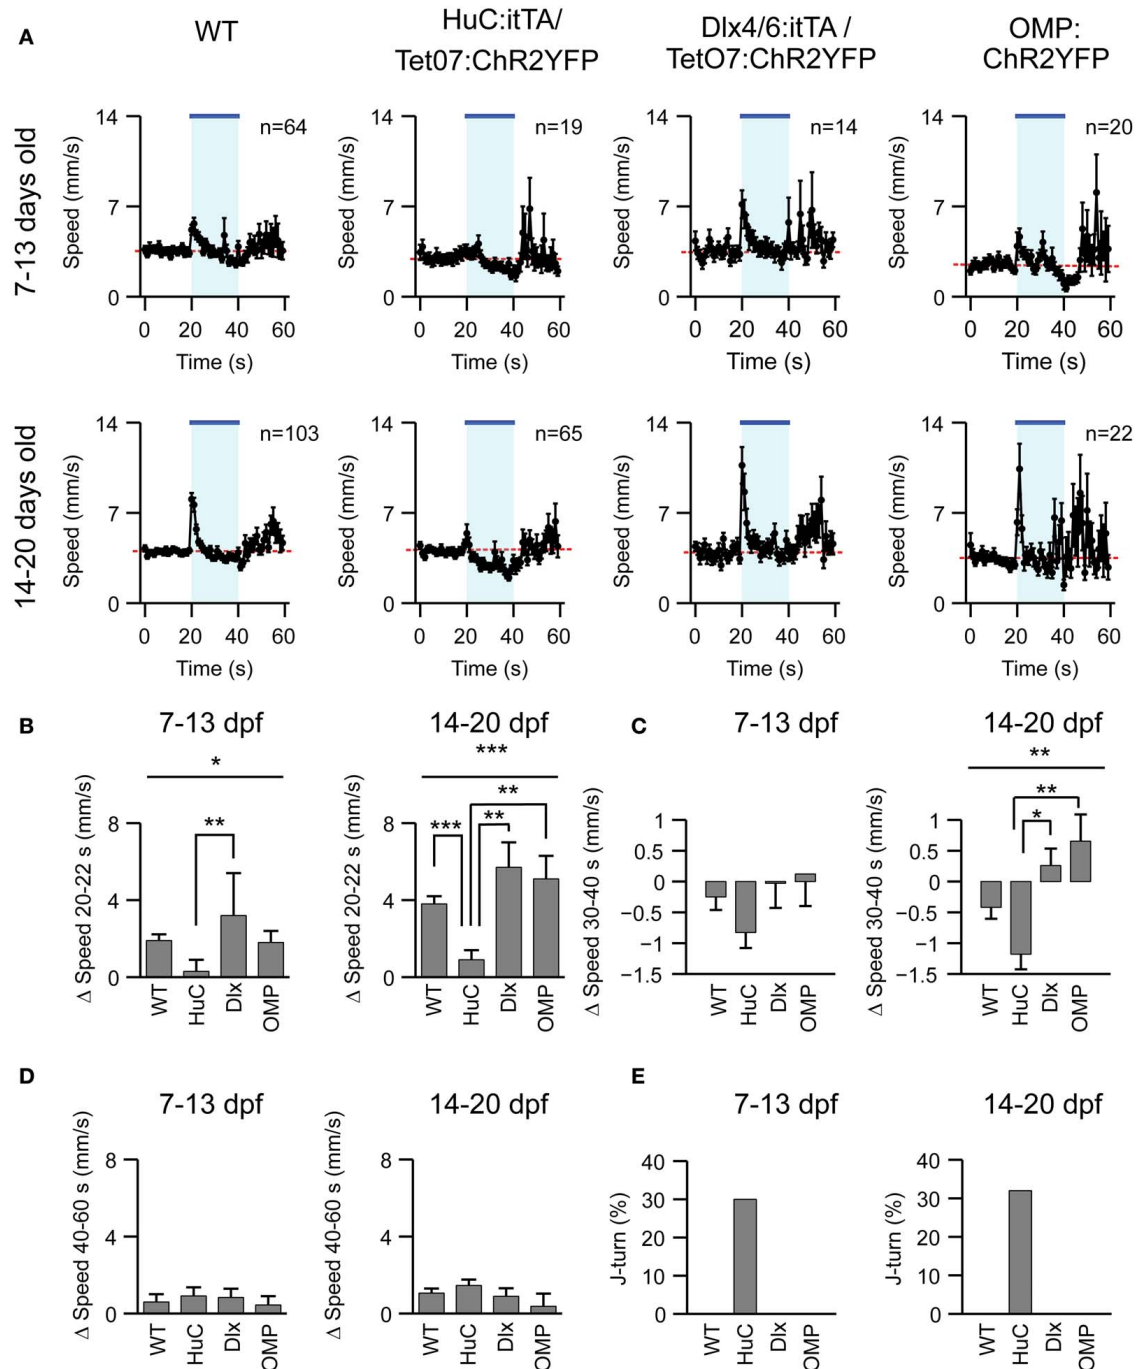 A
WT
HuC:itTA/
Tet07:ChR2YFP
Dlx4/6:itTA /
TetO7:ChR2YFP
OMP:
ChR2YFP
7-13 days old
14
7
0
Speed (mm/s)
n=64
0 20 40 60
Time (s)
14
7
0
Speed (mm/s)
n=19
0 20 40 60
Time (s)
14
7
0
Speed (mm/s)
n=14
0 20 40 60
Time (s)
14
7
0
Speed (mm/s)
n=20
0 20 40 60
Time (s)
14-20 days old
14
7
0
Speed (mm/s)
n=103
0 20 40 60
Time (s)
14
7
0
Speed (mm/s)
n=65
0 20 40 60
Time (s)
14
7
0
Speed (mm/s)
n=14
0 20 40 60
Time (s)
14
7
0
Speed (mm/s)
n=22
0 20 40 60
Time (s)
B
7-13 dpf
*
**
8
4
0
Δ Speed 20-22 s (mm/s)
WT
HuC
Dlx
OMP
14-20 dpf
***
**
*** **
8
4
0
Δ Speed 20-22 s (mm/s)
WT
HuC
Dlx
OMP
C
7-13 dpf
1
0.5
0
−0.5
−1
−1.5
Δ Speed 30-40 s (mm/s)
WT
HuC
Dlx
OMP
14-20 dpf
**
**
*
1
0.5
0
−0.5
−1
−1.5
Δ Speed 30-40 s (mm/s)
WT
HuC
Dlx
OMP
D
7-13 dpf
8
4
0
Δ Speed 40-60 s (mm/s)
WT
HuC
Dlx
OMP
14-20 dpf
8
4
0
Δ Speed 40-60 s (mm/s)
WT
HuC
Dlx
OMP
E
7-13 dpf
40
30
20
10
0
J-turn (%)
WT
HuC
Dlx
OMP
14-20 dpf
40
30
20
10
0
J-turn (%)
WT
HuC
Dlx
OMP